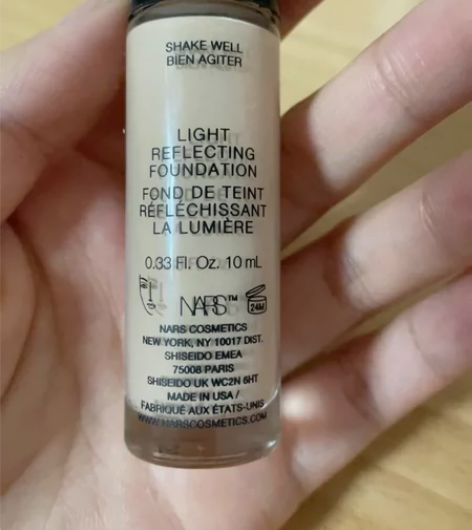 SHAKE WELL
BIEN AGITER
LIGHT
REFLECTING
FOUNDATION
FOND DE TEINT
RÉFLÉCHISSANT
LA LUMIÈRE
0.33 Fl. Oz. 10 mL
NARS™ 24M
NARS COSMETICS
NEW YORK, NY 10017 DIST.
SHISEIDO EMEA
75008 PARIS
SHISEIDO UK WC2N 6HT
MADE IN USA /
FABRIQUÉ AUX ÉTATS-UNIS
WWW.NARSCOSMETICS.COM